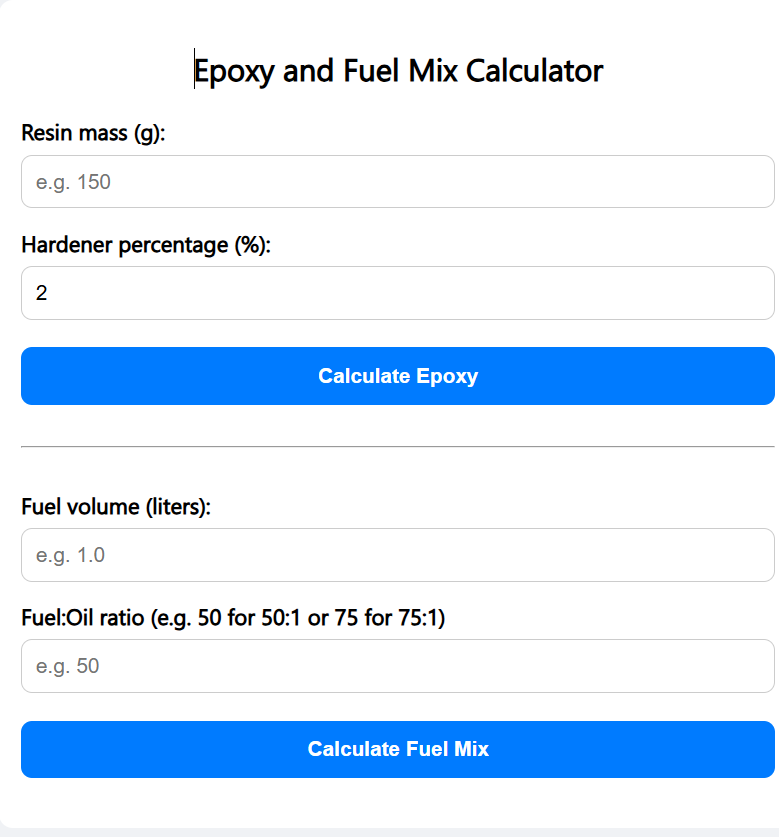 Epoxy and Fuel Mix Calculator
Resin mass (g):
e.g. 150
Hardener percentage (%):
2
Calculate Epoxy
Fuel volume (liters):
e.g. 1.0
Fuel:Oil ratio (e.g. 50 for 50:1 or 75 for 75:1)
e.g. 50
Calculate Fuel Mix